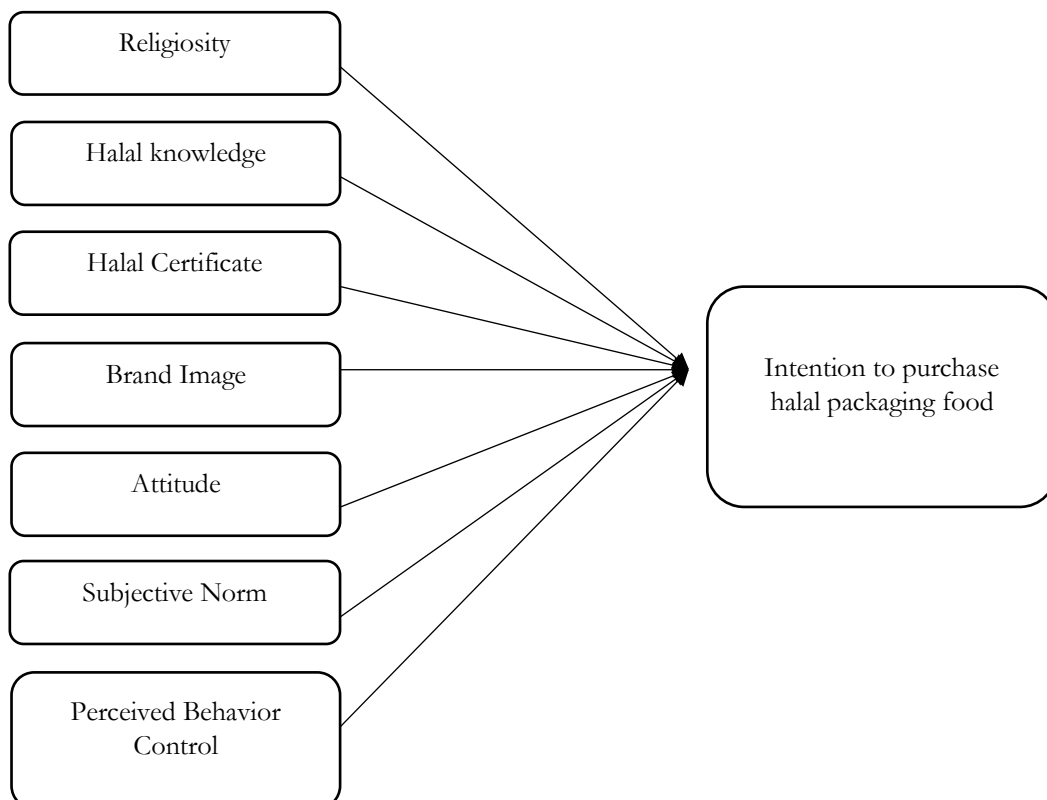 Religiosity
Halal knowledge
Halal Certificate
Brand Image
Attitude
Subjective Norm
Perceived Behavior
Control
Intention to purchase
halal packaging food